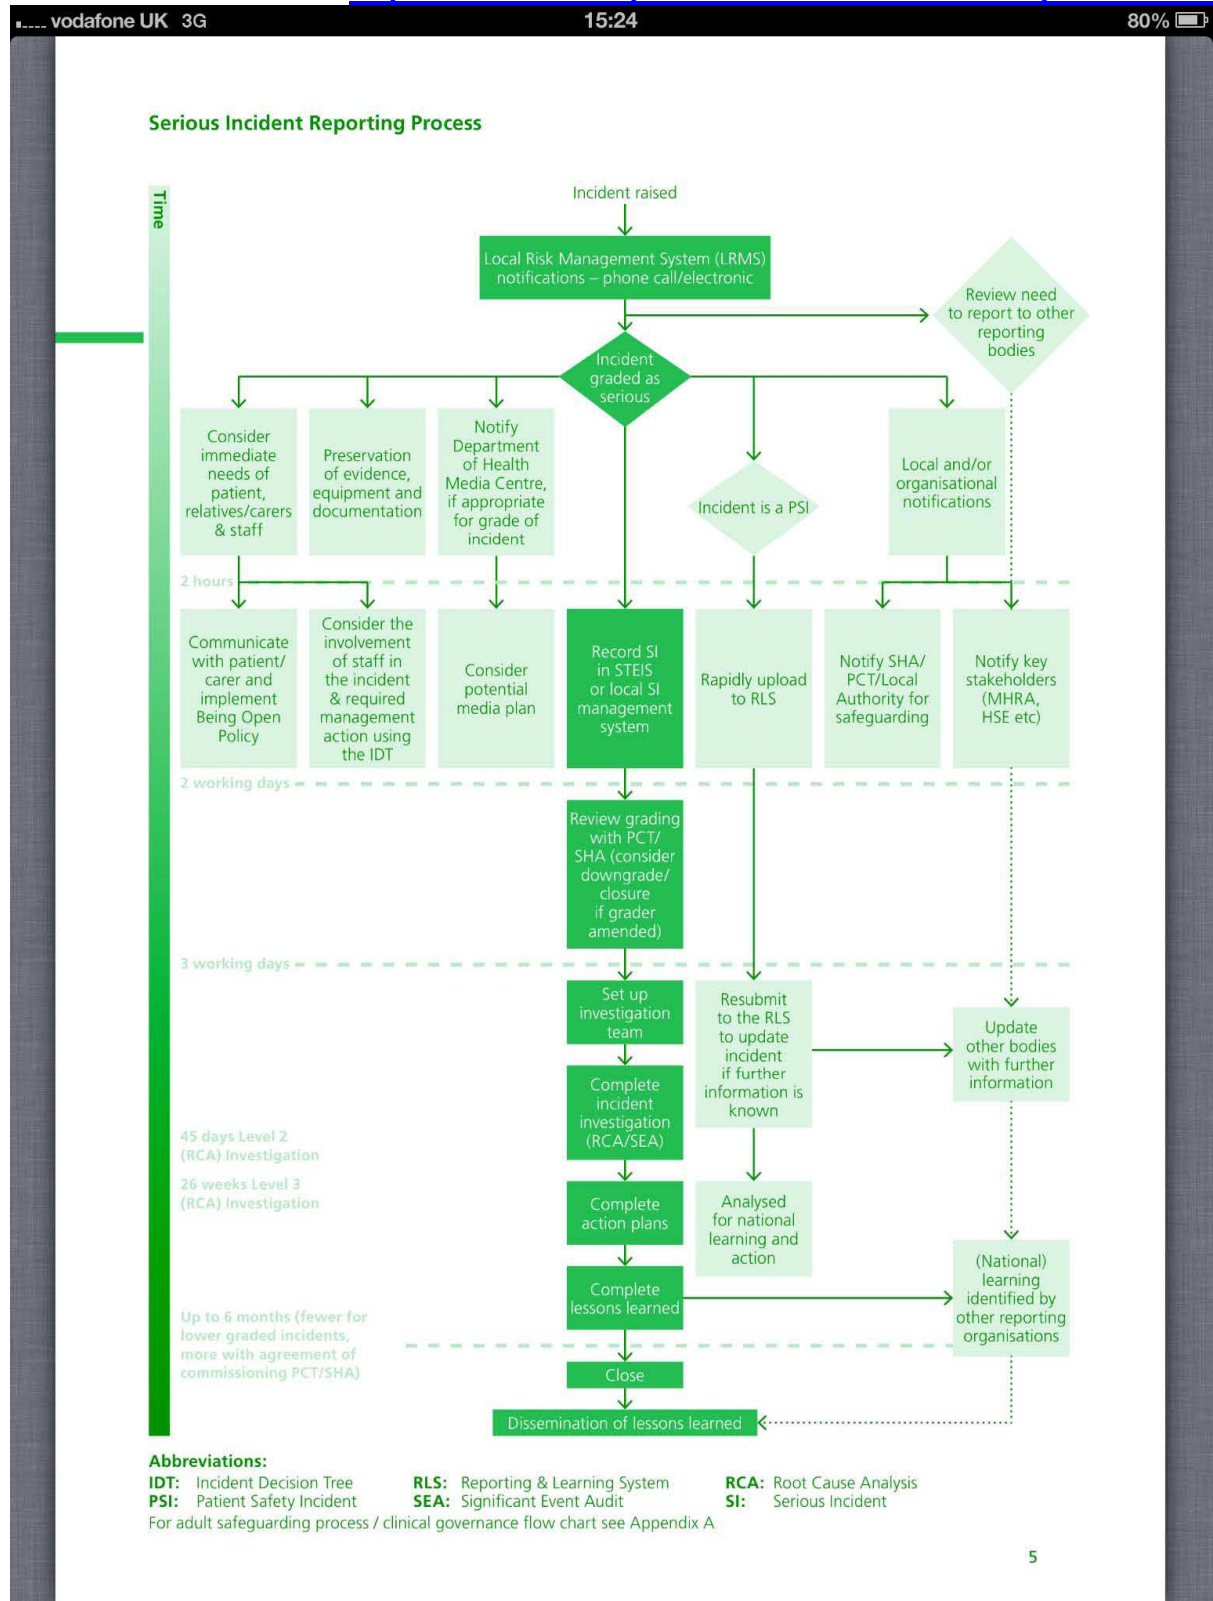 vodafone UK 3G
15:24
80%
Serious Incident Reporting Process
Time
Incident raised
Local Risk Management System (LRMS)
notifications – phone call/electronic
Review need
to report to other
reporting
bodies
Incident
graded as
serious
Consider
immediate
needs of
patient,
relatives/carers
& staff
Preservation
of evidence,
equipment and
documentation
Notify
Department
of Health
Media Centre,
if appropriate
for grade of
incident
Incident is a PSI
Local and/or
organisational
notifications
2 hours
Communicate
with patient/
carer and
implement
Being Open
Policy
Consider the
involvement
of staff in
the incident
& required
management
action using
the IDT
Consider
potential
media plan
Record SI
in STEIS
or local SI
management
system
Rapidly upload
to RLS
Notify SHA/
PCT/Local
Authority for
safeguarding
Notify key
stakeholders
(MHRA,
HSE etc)
2 working days
Review grading
with PCT/
SHA (consider
downgrade/
closure
if grader
amended)
3 working days
Set up
investigation
team
Resubmit
to the RLS
to update
incident
if further
information is
known
Update
other bodies
with further
information
Complete
incident
investigation
(RCA/SEA)
45 days Level 2
(RCA) Investigation
26 weeks Level 3
(RCA) Investigation
Complete
action plans
Analysed
for national
learning and
action
Complete
lessons learned
(National)
learning
identified by
other reporting
organisations
Up to 6 months (fewer for
lower graded incidents,
more with agreement of
commissioning PCT/SHA)
Close
Dissemination of lessons learned
Abbreviations:
IDT: Incident Decision Tree
RLS: Reporting & Learning System
RCA: Root Cause Analysis
PSI: Patient Safety Incident
SEA: Significant Event Audit
SI: Serious Incident
For adult safeguarding process / clinical governance flow chart see Appendix A
5